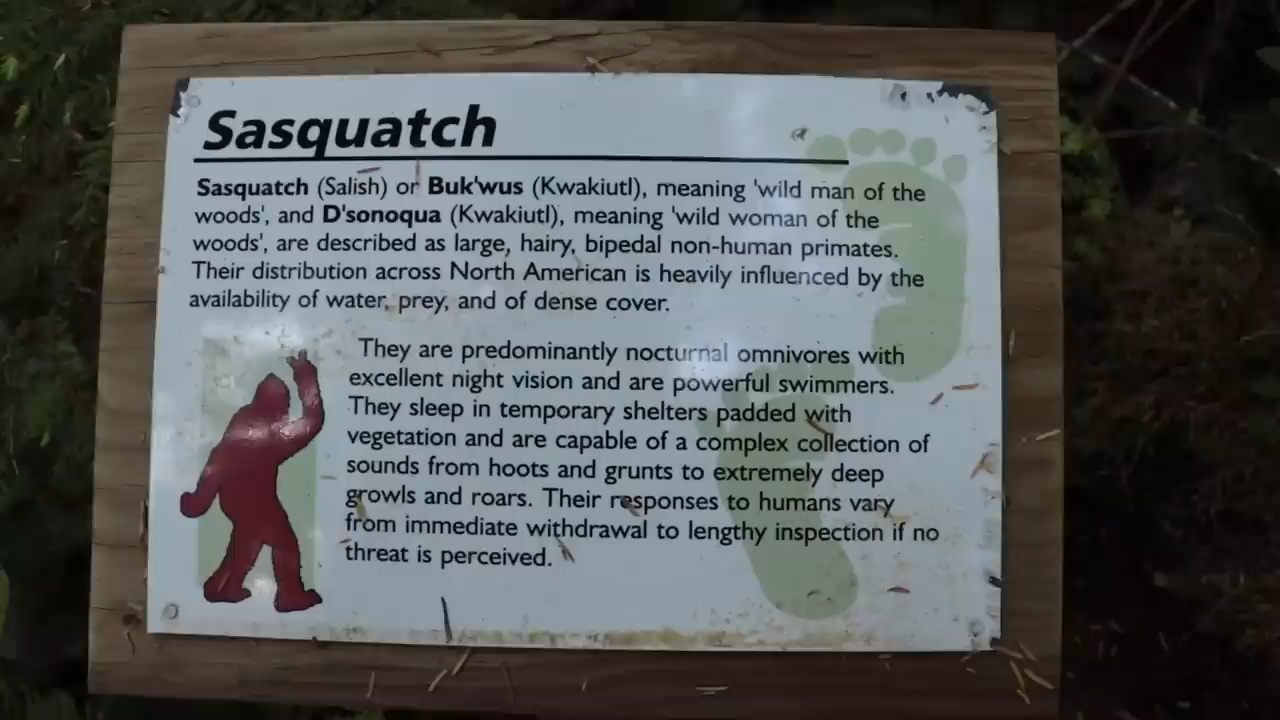 Sasquatch
Sasquatch (Salish) or Buk'wus (Kwakiutl), meaning 'wild man of the
woods', and D'sonoqua (Kwakiutl), meaning 'wild woman of the
woods', are described as large, hairy, bipedal non-human primates.
Their distribution across North American is heavily influenced by the
availability of water, prey, and of dense cover.
They are predominantly nocturnal omnivores with
excellent night vision and are powerful swimmers.
They sleep in temporary shelters padded with
vegetation and are capable of a complex collection of
sounds from hoots and grunts to extremely deep
growls and roars. Their responses to humans vary
from immediate withdrawal to lengthy inspection if no
threat is perceived.